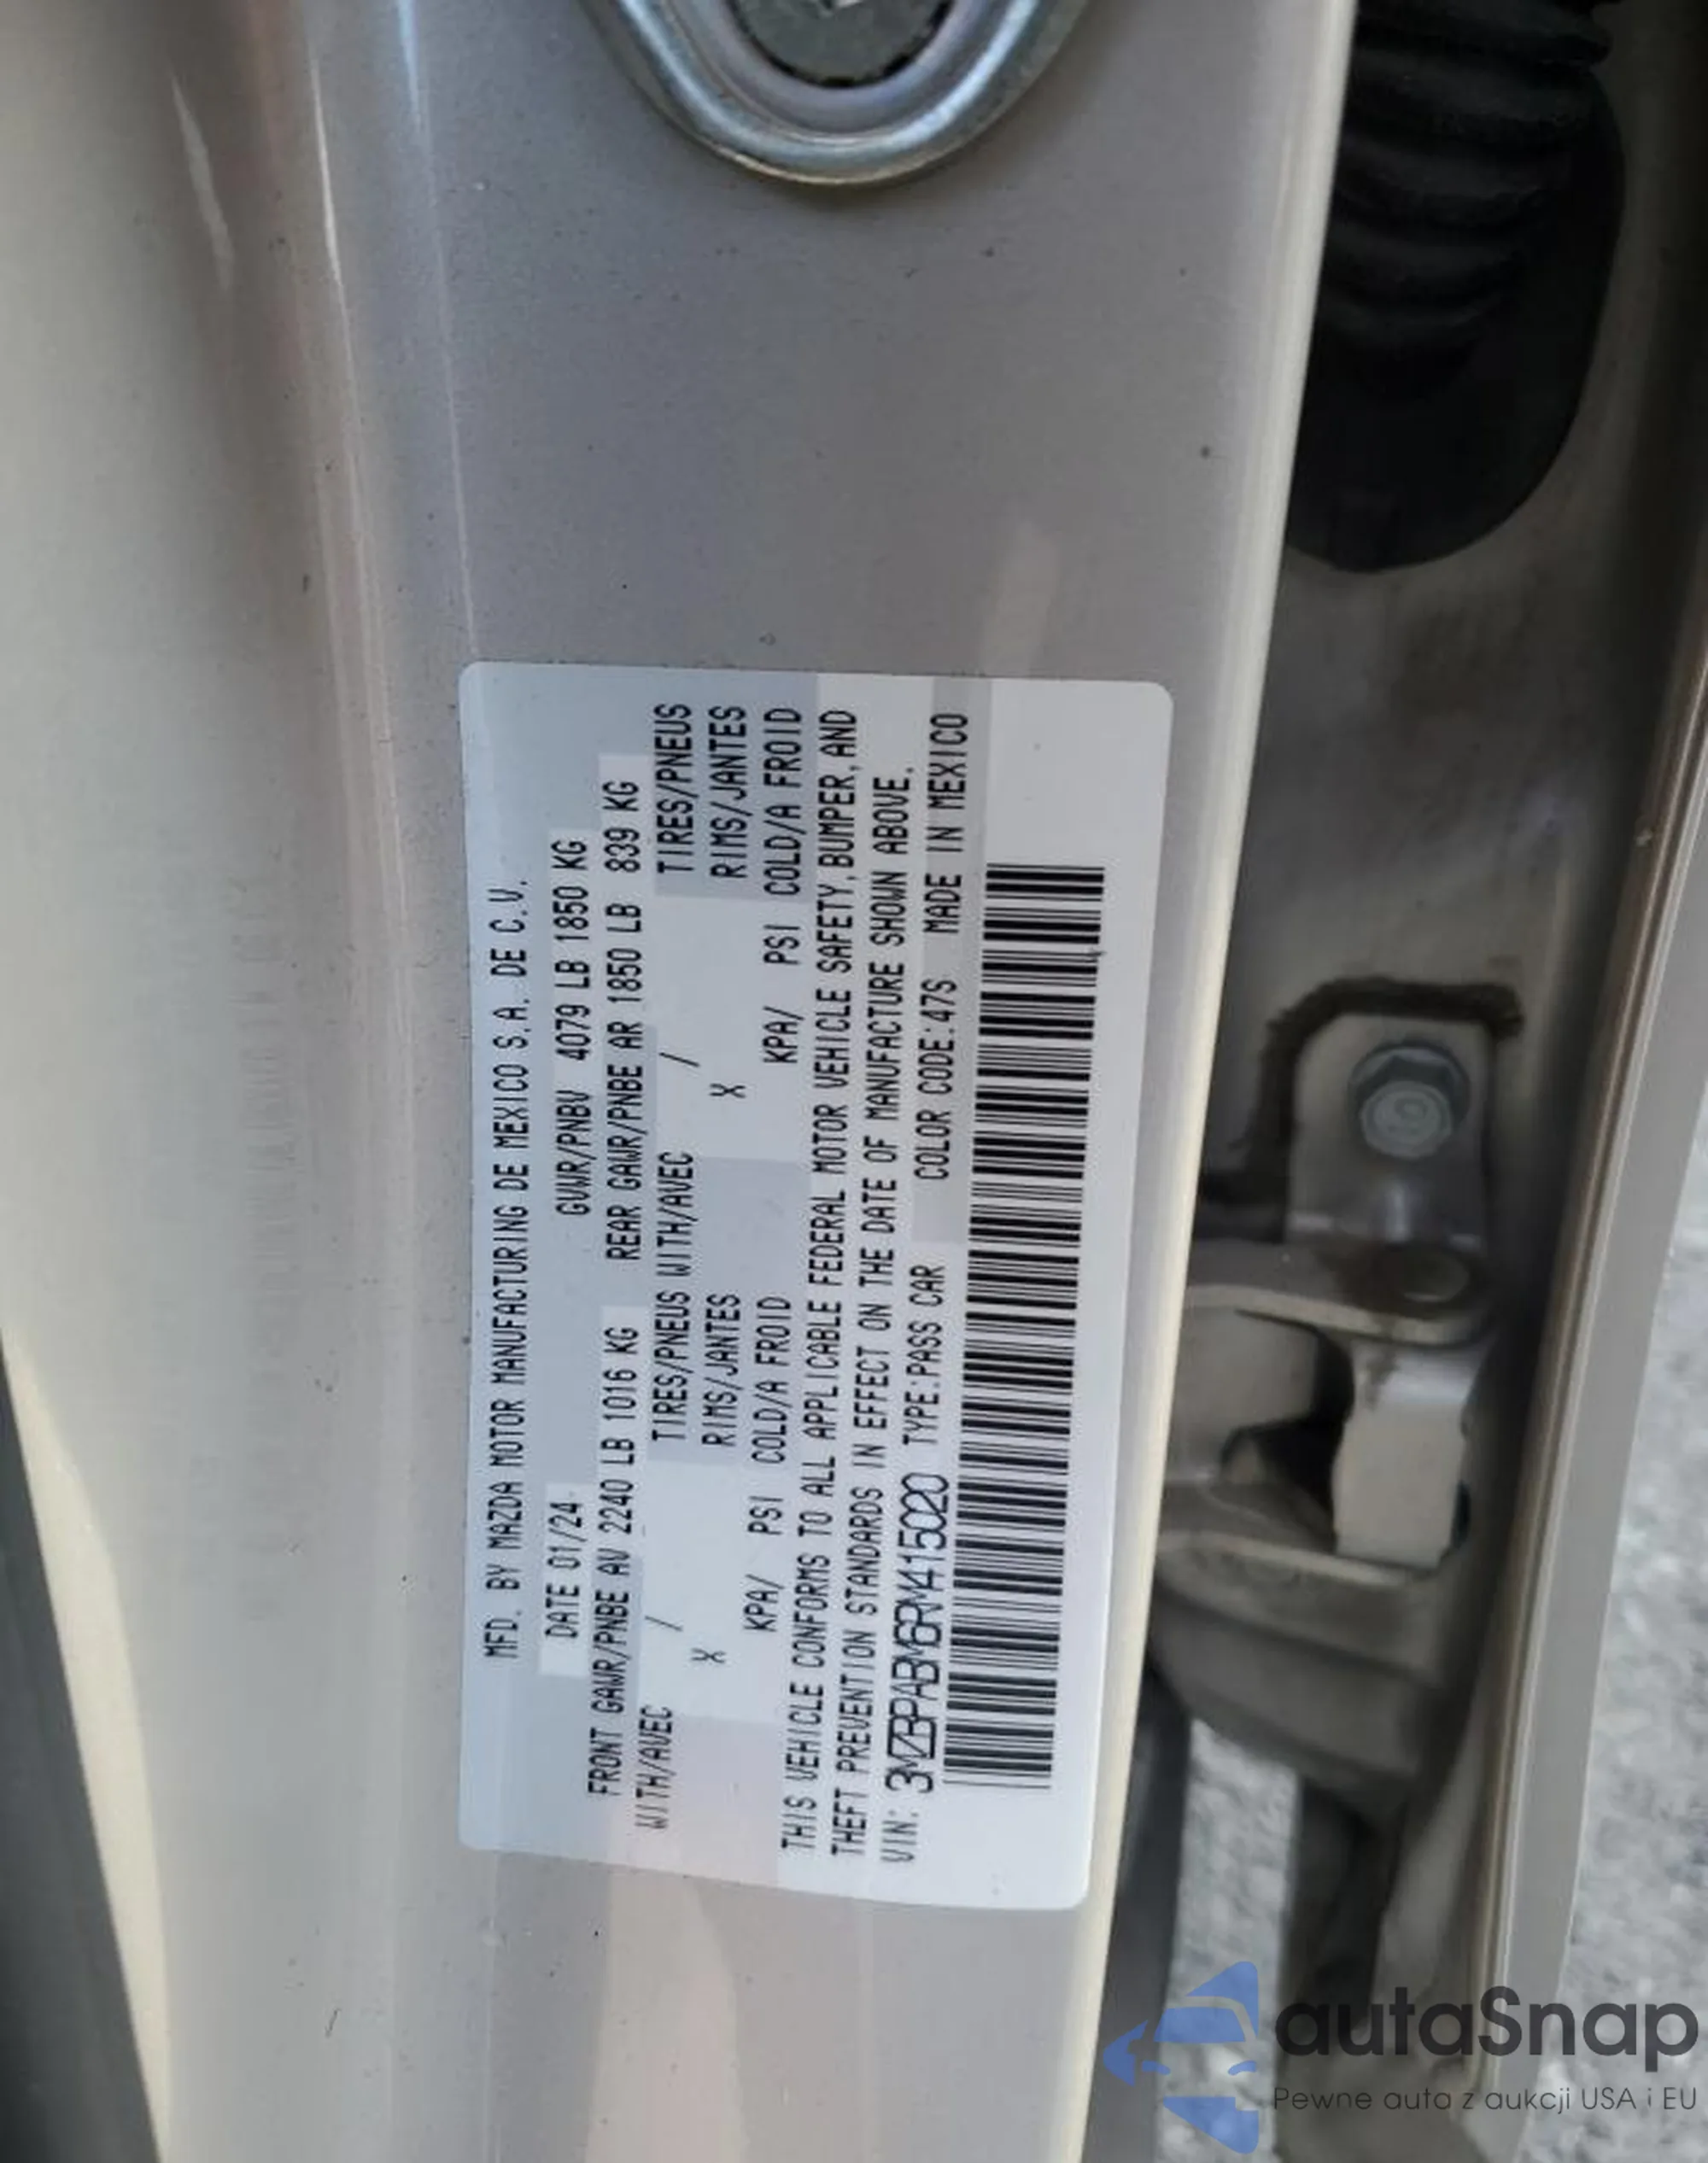 MFD. BY MAZDA MOTOR MANUFACTURING DE MEXICO S.A. DE C.V.
DATE 01/24 GVWR/PNBV 4079 LB 1850 KG
FRONT GAWR/PNBE AV 2240 LB 1016 KG REAR GAWR/PNBE AR 1850 LB 839 KG
WITH/AVEC / TIRES/PNEUS WITH/AVEC / TIRES/PNEUS
X RIMS/JANTES X RIMS/JANTES
KPA/ PSI COLD/A FROID KPA/ PSI COLD/A FROID
THIS VEHICLE CONFORMS TO ALL APPLICABLE FEDERAL MOTOR VEHICLE SAFETY, BUMPER, AND
THEFT PREVENTION STANDARDS IN EFFECT ON THE DATE OF MANUFACTURE SHOWN ABOVE.
VIN: 3MZBPABM6RM415020 TYPE:PASS CAR COLOR CODE:47S MADE IN MEXICO
autaSnap
Pewne auta z aukcji USA i EU